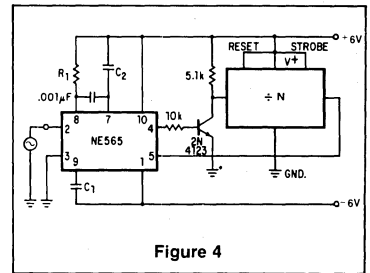 +6V
RESET STROBE
V+
R1
C2
5.1k
.001µF
÷ N
8 7 10
10k
2 NE565 4
2N
4123
3 5
9 1
GND.
C1
-6V
Figure 4